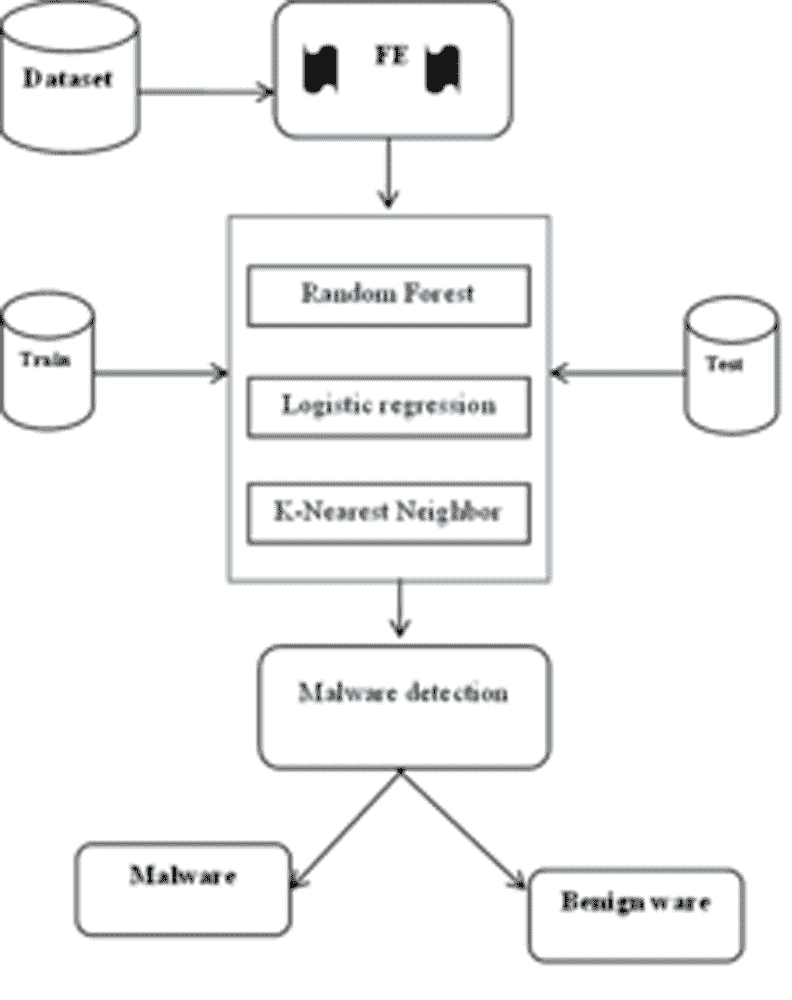 Dataset
FE
Random Forest
Train
Test
Logistic regression
K-Nearest Neighbor
Malware detection
Malware
Benign ware